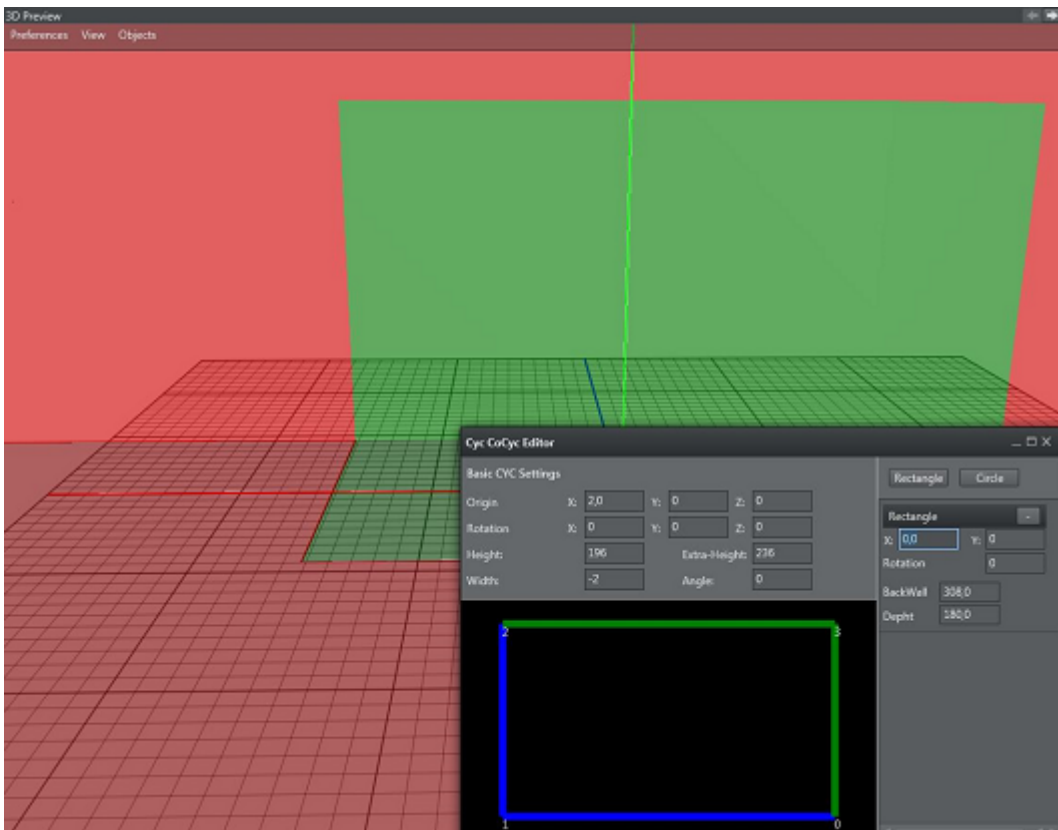 3D Preview
Preferences View Objects
Cyc CoCyc Editor
Basic CYC Settings
Origin X: 2,0 Y: 0 Z: 0
Rotation X: 0 Y: 0 Z: 0
Height: 196 Extra-Height: 236
Width: -2 Angle: 0
Rectangle Circle
Rectangle -
X: 0,0 Y: 0
Rotation 0
BackWall 308,0
Depht 180,0
2 3
1 0